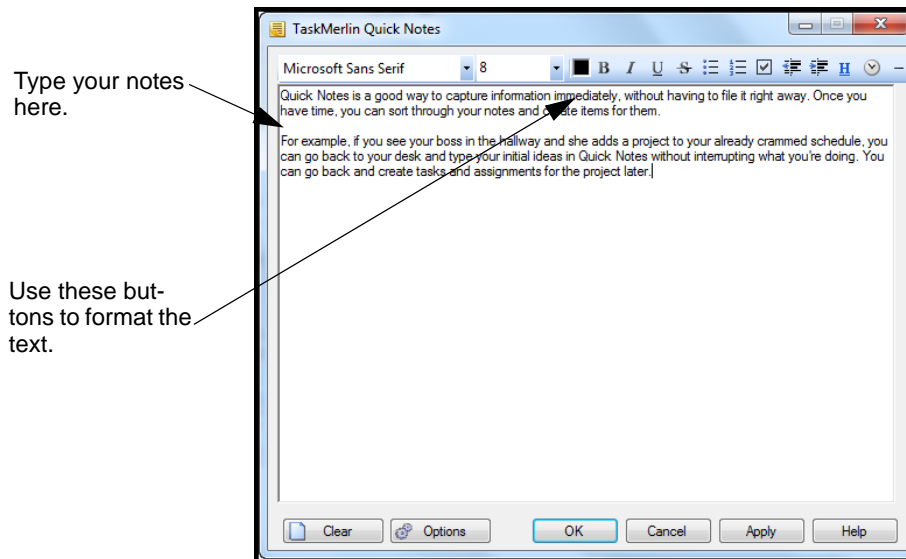 TaskMerlin Quick Notes
Type your notes
here.
Microsoft Sans Serif 8 B I U S H
Quick Notes is a good way to capture information immediately, without having to file it right away. Once you
have time, you can sort through your notes and create items for them.
For example, if you see your boss in the hallway and she adds a project to your already crammed schedule, you
can go back to your desk and type your initial ideas in Quick Notes without interrupting what you're doing. You
can go back and create tasks and assignments for the project later.
Use these but-
tons to format the
text.
Clear Options OK Cancel Apply Help